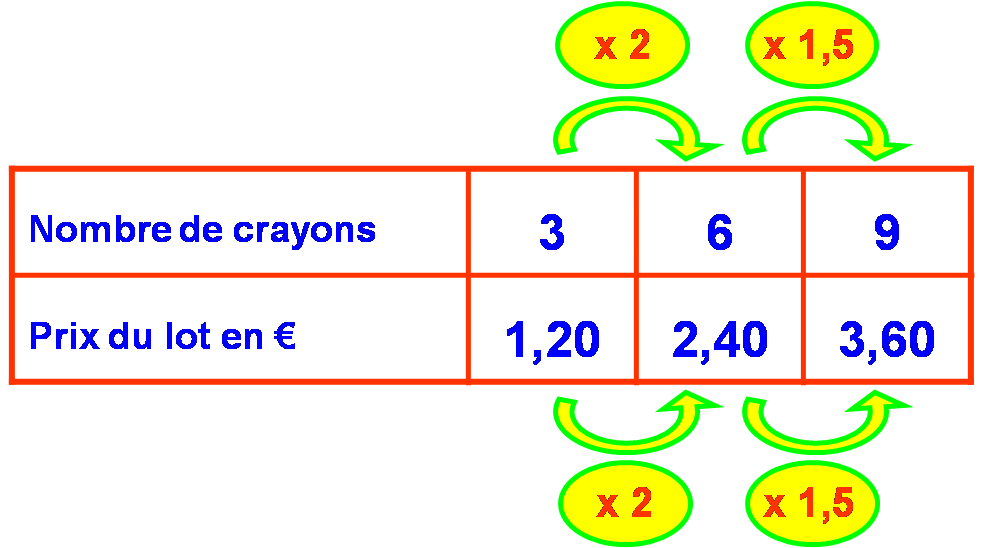 x 2 x 1,5
Nombre de crayons 3 6 9
Prix du lot en € 1,20 2,40 3,60
x 2 x 1,5